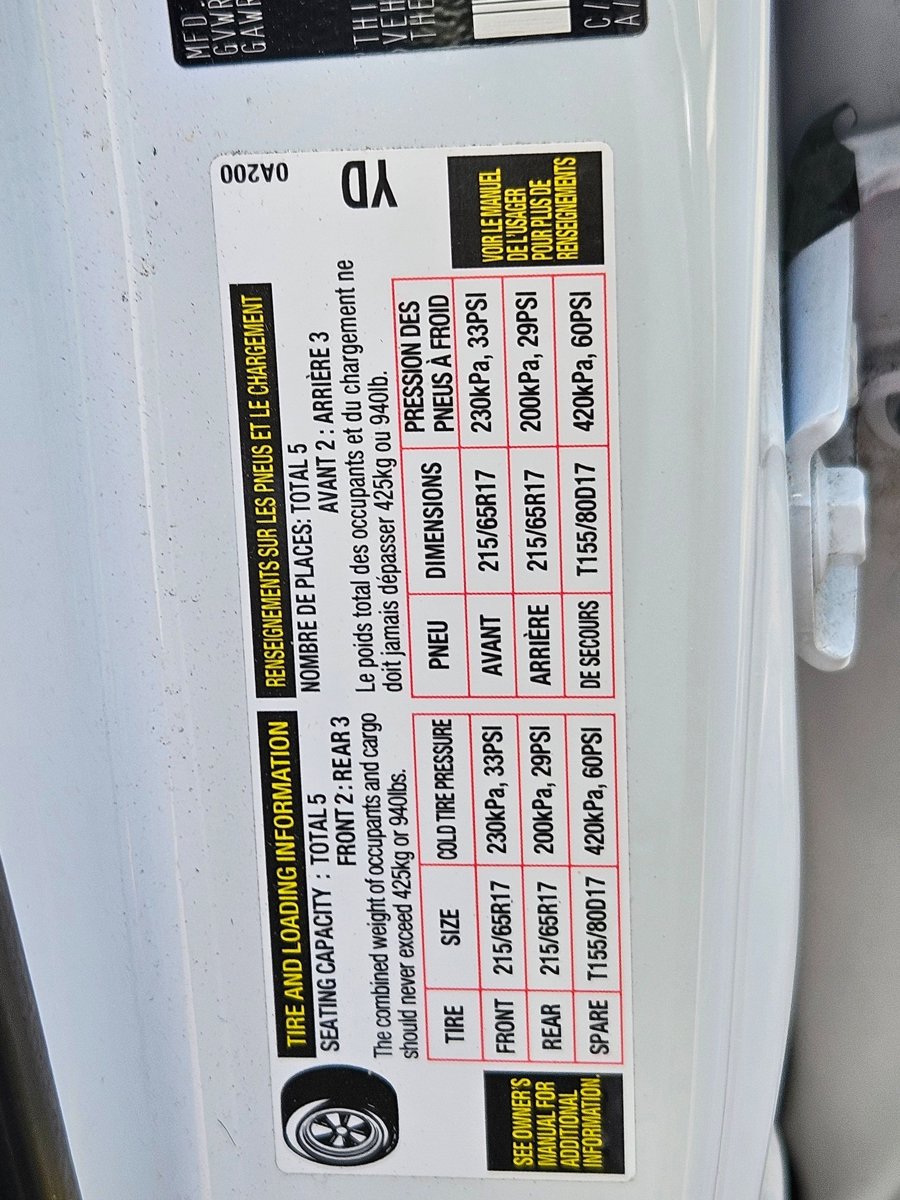 MFD
GVWR
GAWR
THI
VEH
THE
C/
A/
TIRE AND LOADING INFORMATION
SEATING CAPACITY : TOTAL 5
FRONT 2 : REAR 3
The combined weight of occupants and cargo
should never exceed 425kg or 940lbs.
TIRE SIZE COLD TIRE PRESSURE
FRONT 215/65R17 230kPa, 33PSI
REAR 215/65R17 200kPa, 29PSI
SPARE T155/80D17 420kPa, 60PSI
SEE OWNER'S
MANUAL FOR
ADDITIONAL
INFORMATION.
RENSEIGNEMENTS SUR LES PNEUS ET LE CHARGEMENT
NOMBRE DE PLACES: TOTAL 5
AVANT 2 : ARRIÈRE 3
Le poids total des occupants et du chargement ne
doit jamais dépasser 425kg ou 940lb.
PNEU DIMENSIONS PRESSION DES
PNEUS À FROID
AVANT 215/65R17 230kPa, 33PSI
ARRIÈRE 215/65R17 200kPa, 29PSI
DE SECOURS T155/80D17 420kPa, 60PSI
0A200
YD
VOIR LE MANUEL
DE L'USAGER
POUR PLUS DE
RENSEIGNEMENTS